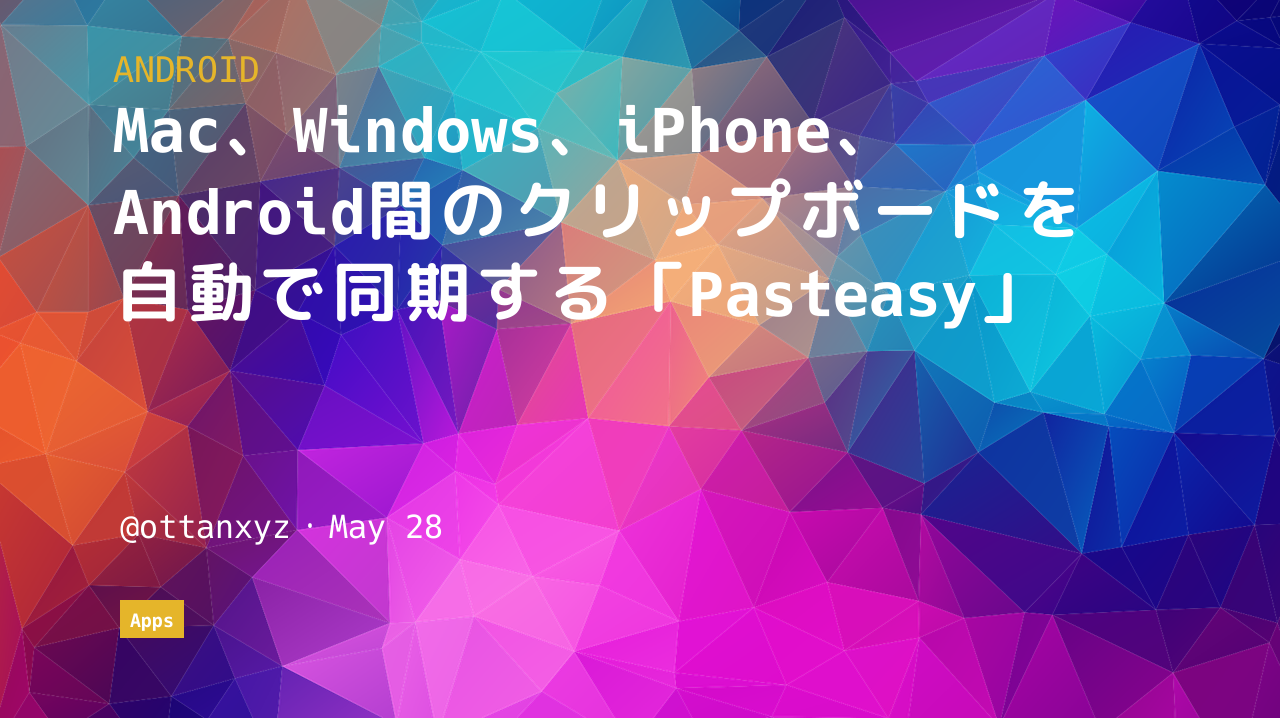 ANDROID
Mac、Windows、iPhone、
Android間のクリップボードを
自動で同期する「Pasteasy」
@ottanxyz・May 28
Apps